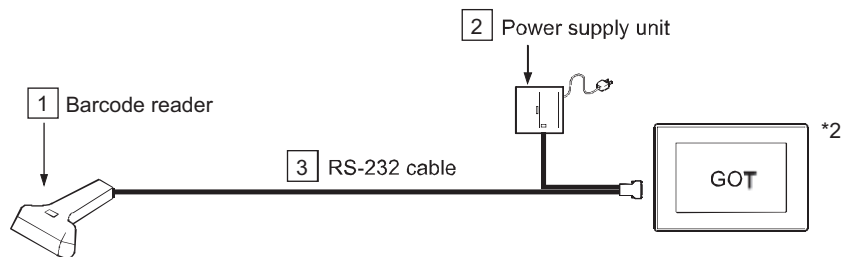 2 Power supply unit
1 Barcode reader
*2
3 RS-232 cable
GOT